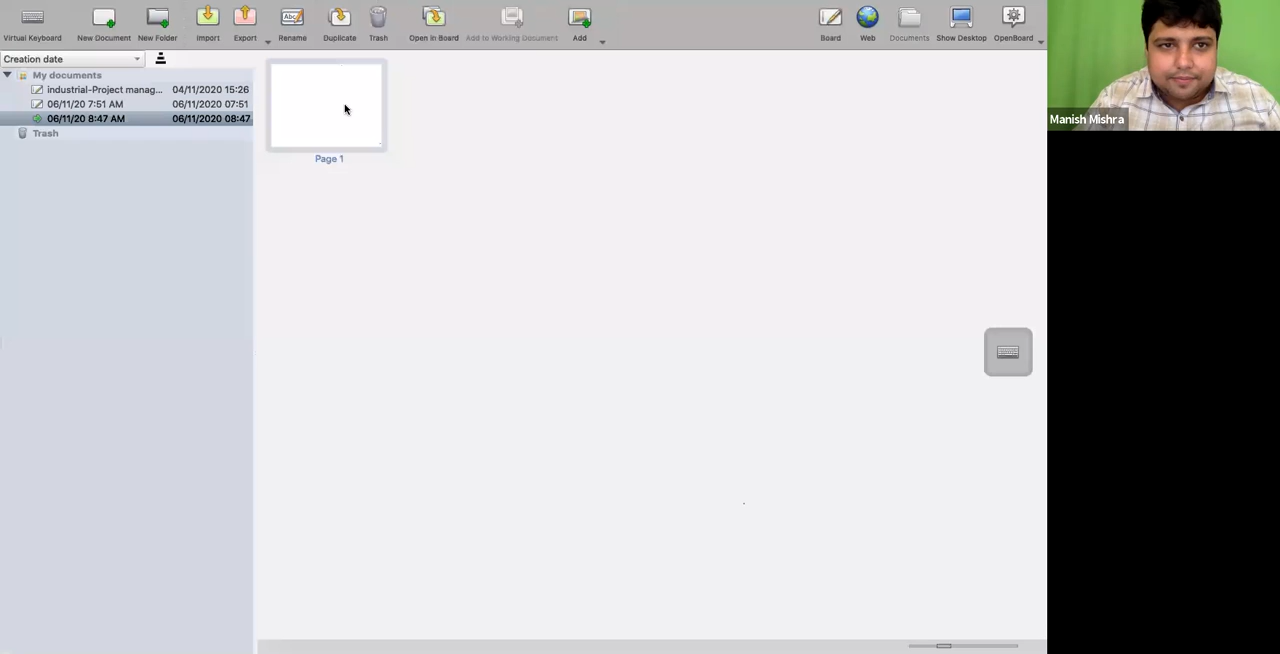 Virtual Keyboard New Document New Folder Import Export Rename Duplicate Trash Open in Board Add to Working Document Add Board Web Documents Show Desktop OpenBoard
Creation date
My documents
industrial-Project manag... 04/11/2020 15:26
06/11/20 7:51 AM 06/11/2020 07:51
06/11/20 8:47 AM 06/11/2020 08:47
Trash
Page 1
Manish Mishra